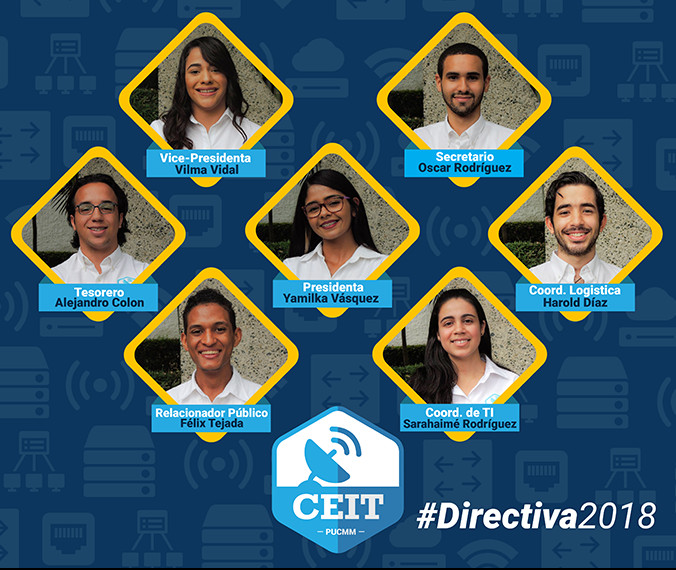 Vice-Presidenta
Vilma Vidal
Secretario
Oscar Rodríguez
Tesorero
Alejandro Colon
Presidenta
Yamilka Vásquez
Coord. Logistica
Harold Díaz
Relacionador Público
Félix Tejada
Coord. de TI
Sarahaimé Rodríguez
CEIT
PUCMM
#Directiva2018